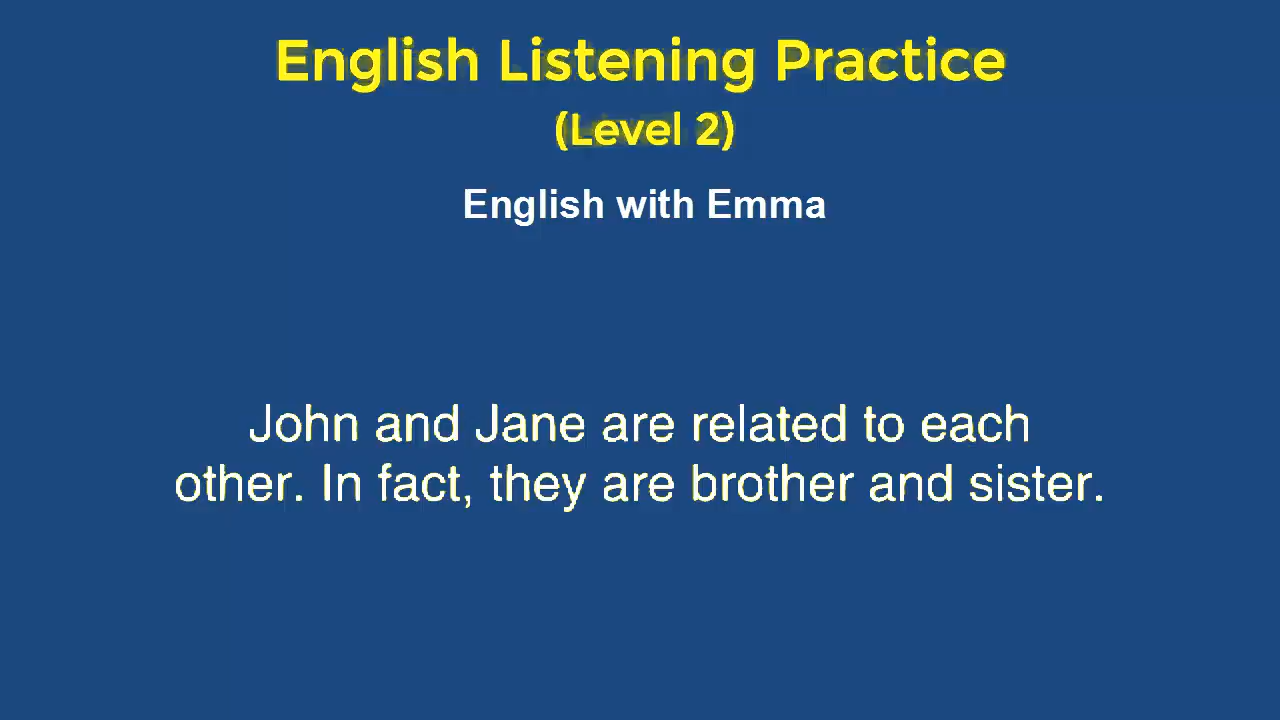 English Listening Practice
(Level 2)
English with Emma
John and Jane are related to each
other. In fact, they are brother and sister.